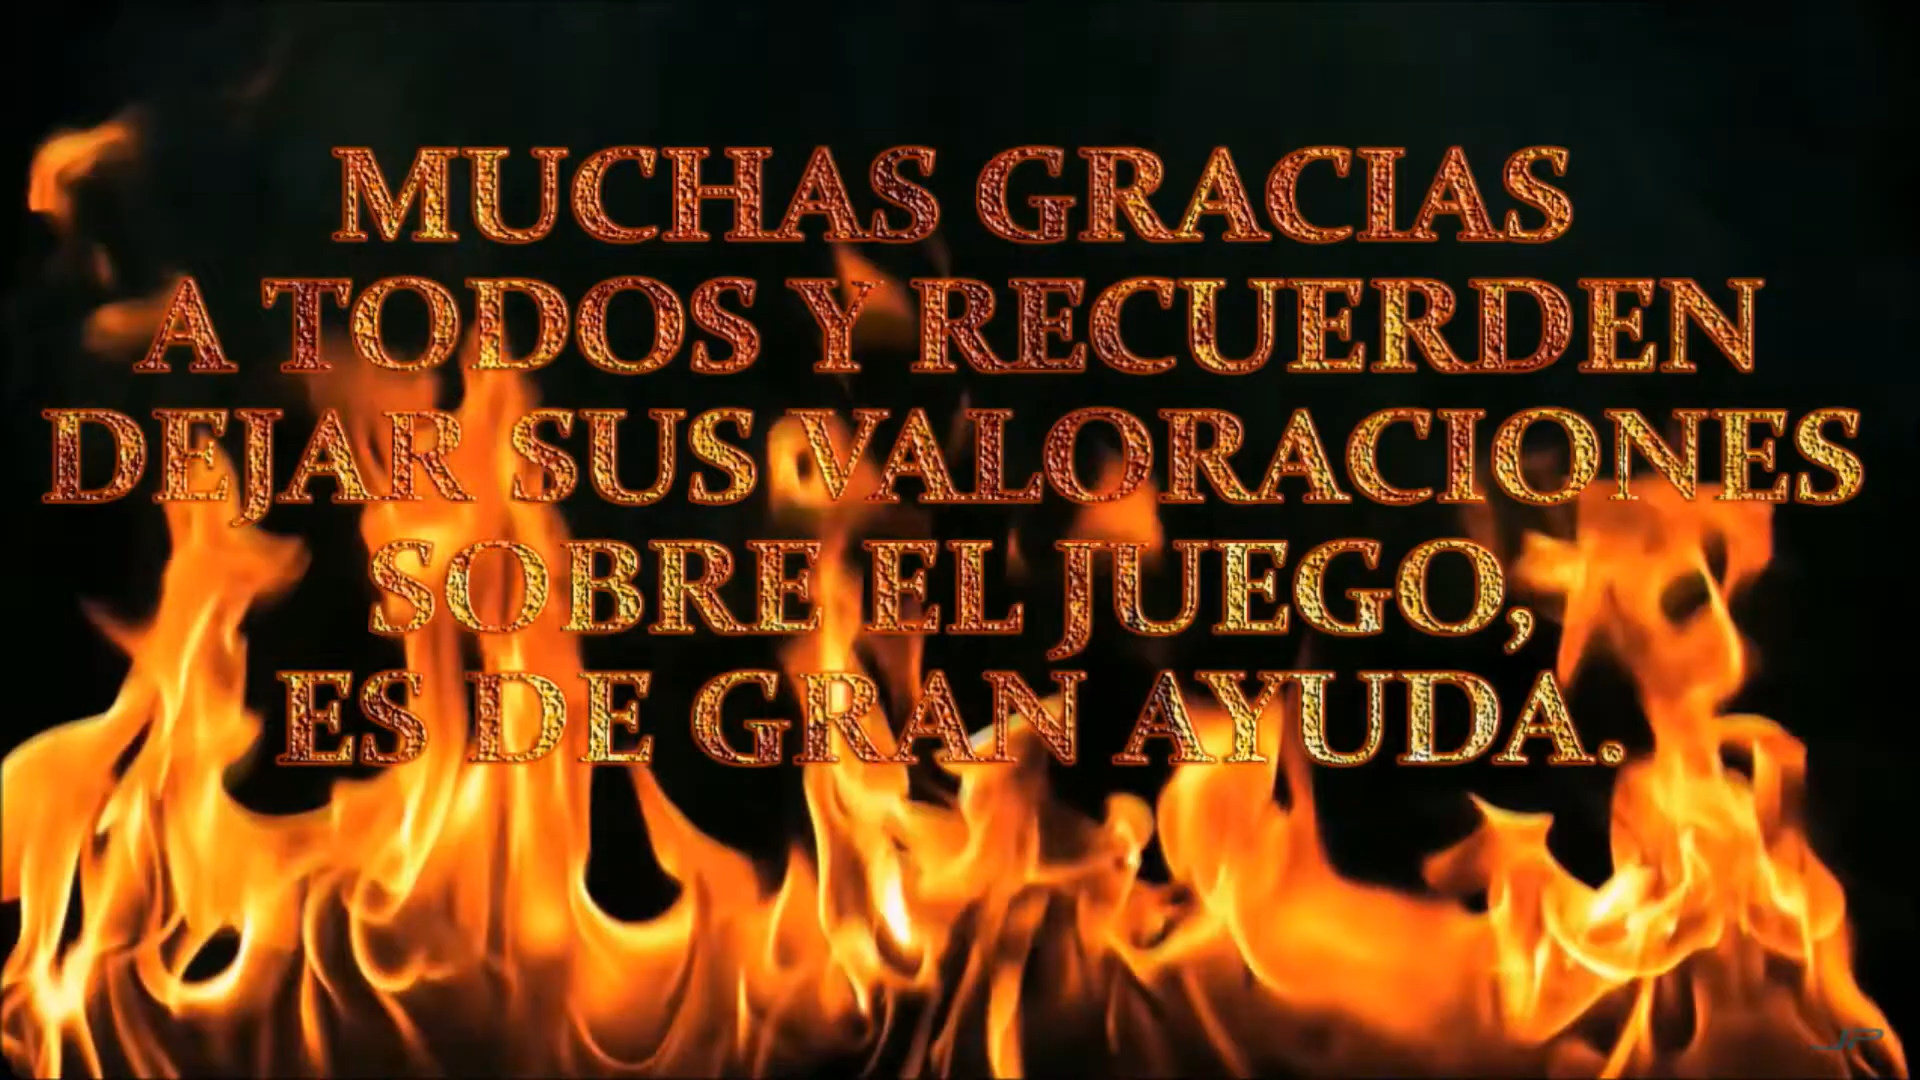 MUCHAS GRACIAS
A TODOS Y RECUERDEN
DEJAR SUS VALORACIONES
SOBRE EL JUEGO,
ES DE GRAN AYUDA.